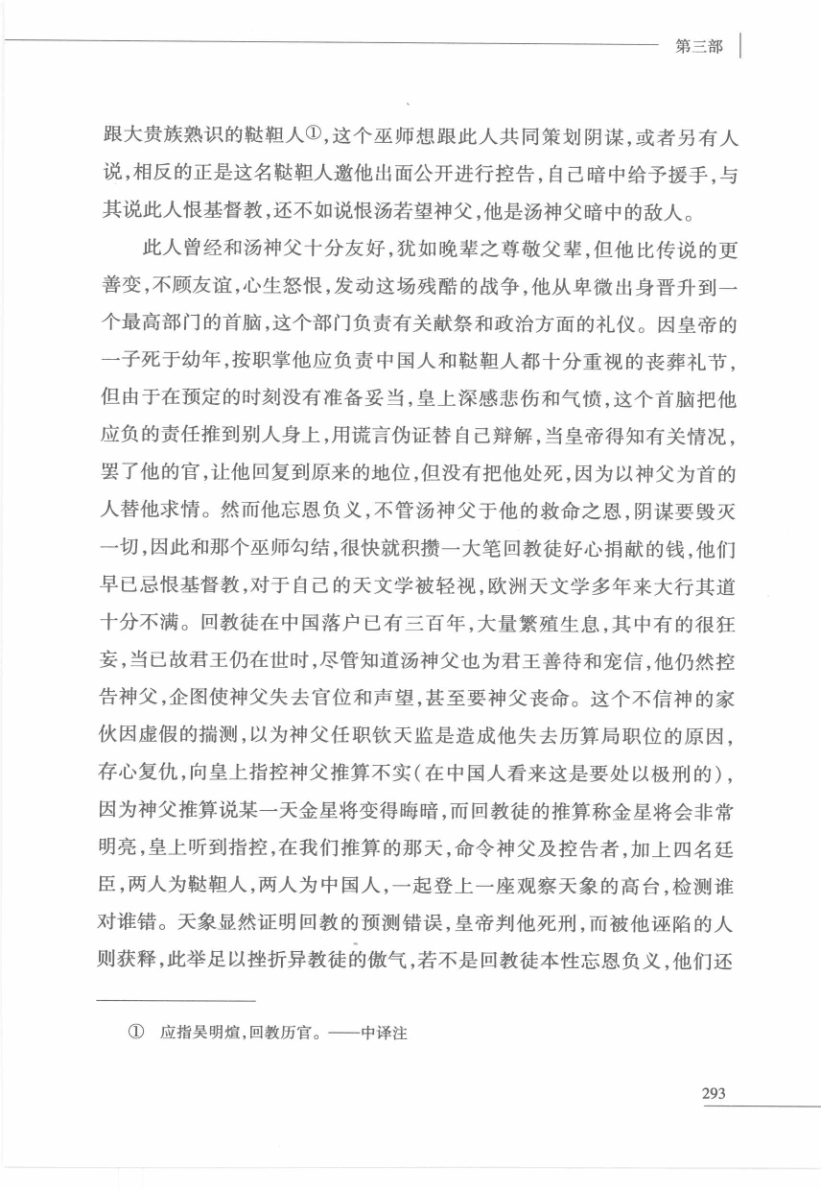 第三部
跟大贵族熟识的鞑靼人①,这个巫师想跟此人共同策划阴谋,或者另有人
说,相反的正是这名鞑靼人邀他出面公开进行控告,自己暗中给予援手,与
其说此人恨基督教,还不如说恨汤若望神父,他是汤神父暗中的敌人。
此人曾经和汤神父十分友好,犹如晚辈之尊敬父辈,但他比传说的更
善变,不顾友谊,心生怒恨,发动这场残酷的战争,他从卑微出身晋升到一
个最高部门的首脑,这个部门负责有关献祭和政治方面的礼仪。因皇帝的
一子死于幼年,按职掌他应负责中国人和鞑靼人都十分重视的丧葬礼节,
但由于在预定的时刻没有准备妥当,皇上深感悲伤和气愤,这个首脑把他
应负的责任推到别人身上,用谎言伪证替自己辩解,当皇帝得知有关情况,
罢了他的官,让他回复到原来的地位,但没有把他处死,因为以神父为首的
人替他求情。然而他忘恩负义,不管汤神父于他的救命之恩,阴谋要毁灭
一切,因此和那个巫师勾结,很快就积攒一大笔回教徒好心捐献的钱,他们
早已忌恨基督教,对于自己的天文学被轻视,欧洲天文学多年来大行其道
十分不满。回教徒在中国落户已有三百年,大量繁殖生息,其中有的很狂
妄,当已故君王仍在世时,尽管知道汤神父也为君王善待和宠信,他仍然控
告神父,企图使神父失去官位和声望,甚至要神父丧命。这个不信神的家
伙因虚假的揣测,以为神父任职钦天监是造成他失去历算局职位的原因,
存心复仇,向皇上指控神父推算不实(在中国人看来这是要处以极刑的),
因为神父推算说某一天金星将变得晦暗,而回教徒的推算称金星将会非常
明亮,皇上听到指控,在我们推算的那天,命令神父及控告者,加上四名廷
臣,两人为鞑靼人,两人为中国人,一起登上一座观察天象的高台,检测谁
对谁错。天象显然证明回教的预测错误,皇帝判他死刑,而被他诬陷的人
则获释,此举足以挫折异教徒的傲气,若不是回教徒本性忘恩负义,他们还
① 应指吴明煊,回教历官。——中译注
293